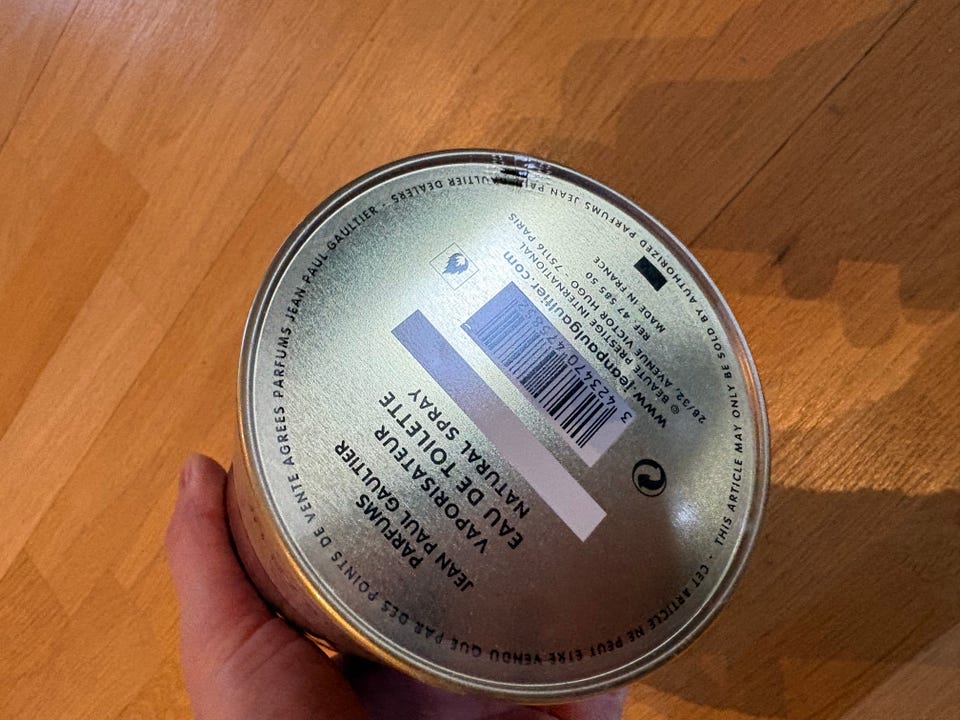 PARFUMS
JEAN PAUL GAULTIER
VAPORISATEUR
EAU DE TOILETTE
NATURAL SPRAY
www.jeanpaulgaultier.com
© BEAUTE PRESTIGE INTERNATIONAL
28/32, AVENUE VICTOR HUGO - 75116 PARIS
REF. 47 585 50
MADE IN FRANCE
CET ARTICLE NE PEUT ETRE VENDU QUE PAR DES POINTS DE VENTE AGREES PARFUMS JEAN PAUL GAULTIER -
THIS ARTICLE MAY ONLY BE SOLD BY AUTHORIZED PARFUMS JEAN PAUL GAULTIER DEALERS -